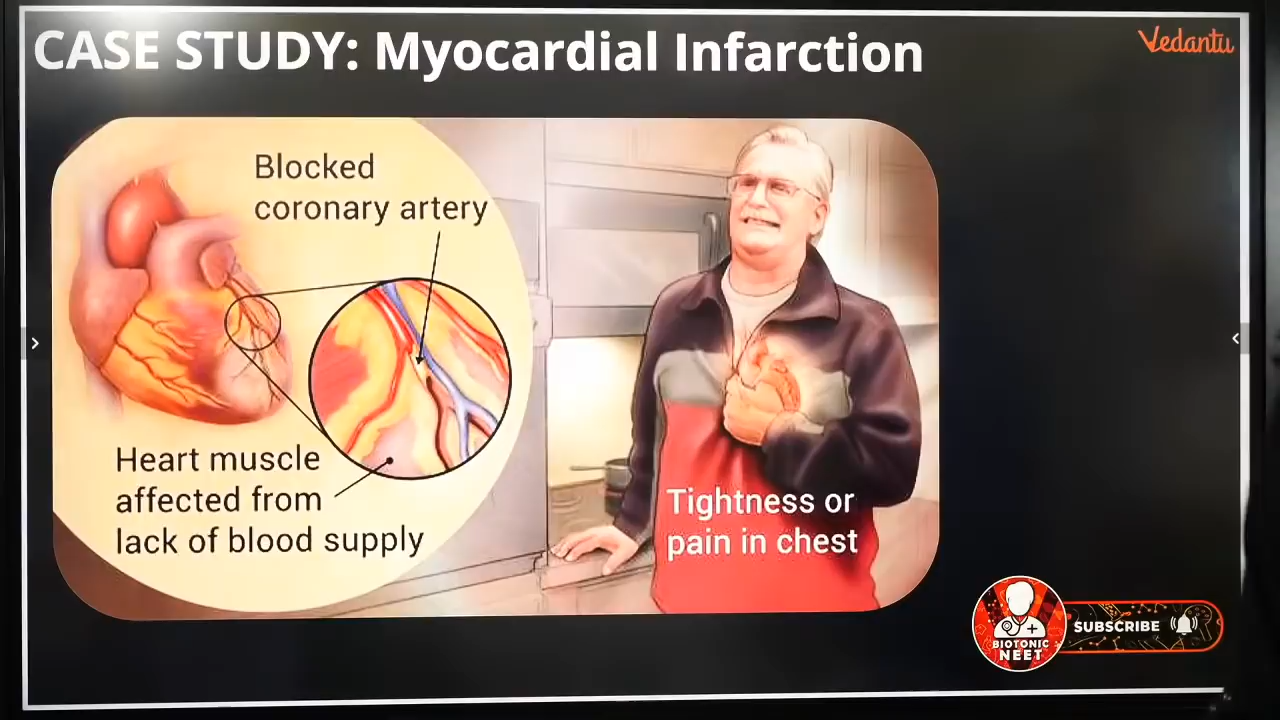 CASE STUDY: Myocardial Infarction
Vedantu
Blocked
coronary artery
Heart muscle
affected from
lack of blood supply
Tightness or
pain in chest
BIOTONIC
NEET
SUBSCRIBE